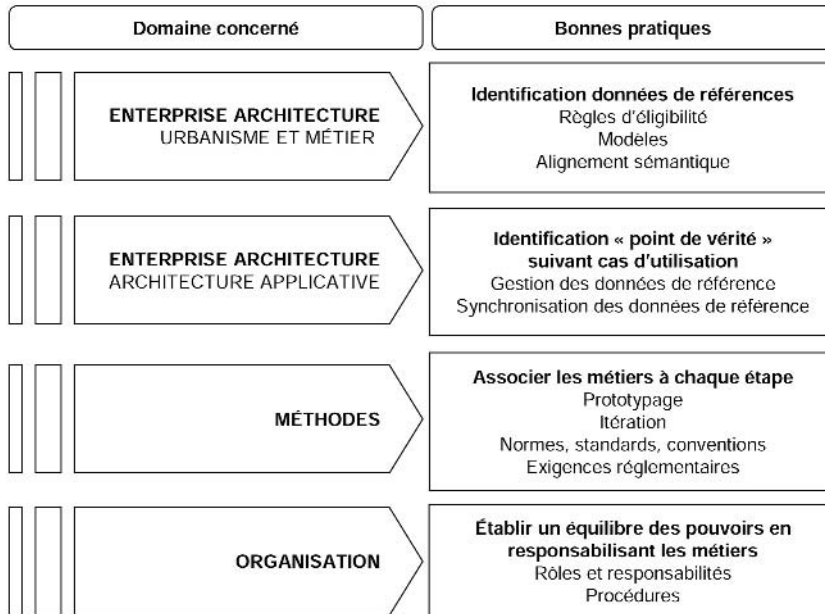 Domaine concerné
Bonnes pratiques
ENTERPRISE ARCHITECTURE
URBANISME ET MÉTIER
Identification données de références
Règles d'éligibilité
Modèles
Alignement sémantique
ENTERPRISE ARCHITECTURE
ARCHITECTURE APPLICATIVE
Identification « point de vérité »
suivant cas d'utilisation
Gestion des données de référence
Synchronisation des données de référence
MÉTHODES
Associer les métiers à chaque étape
Prototypage
Itération
Normes, standards, conventions
Exigences réglementaires
ORGANISATION
Établir un équilibre des pouvoirs en
responsabilisant les métiers
Rôles et responsabilités
Procédures